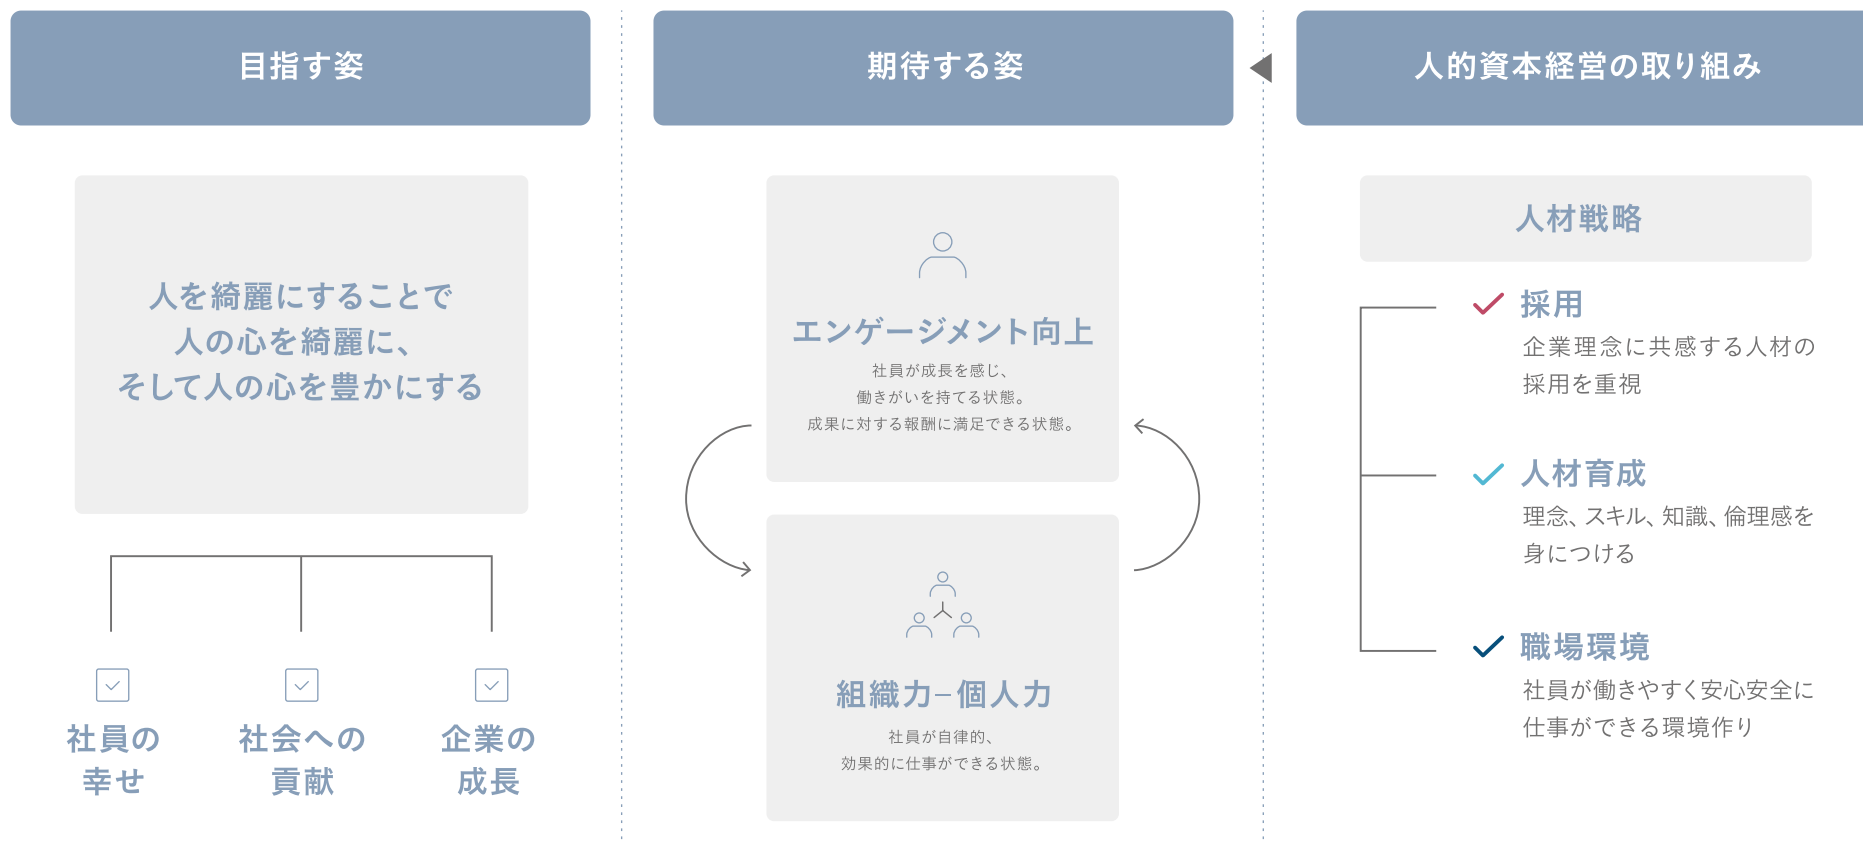 目指す姿
人を綺麗にすることで
人の心を綺麗に、
そして人の心を豊かにする
社員の
幸せ
社会への
貢献
企業の
成長
期待する姿
エンゲージメント向上
社員が成長を感じ、
働きがいを持てる状態。
成果に対する報酬に満足できる状態。
組織力−個人力
社員が自律的、
効果的に仕事ができる状態。
人的資本経営の取り組み
人材戦略
採用
企業理念に共感する人材の
採用を重視
人材育成
理念、スキル、知識、倫理感を
身につける
職場環境
社員が働きやすく安心安全に
仕事ができる環境作り